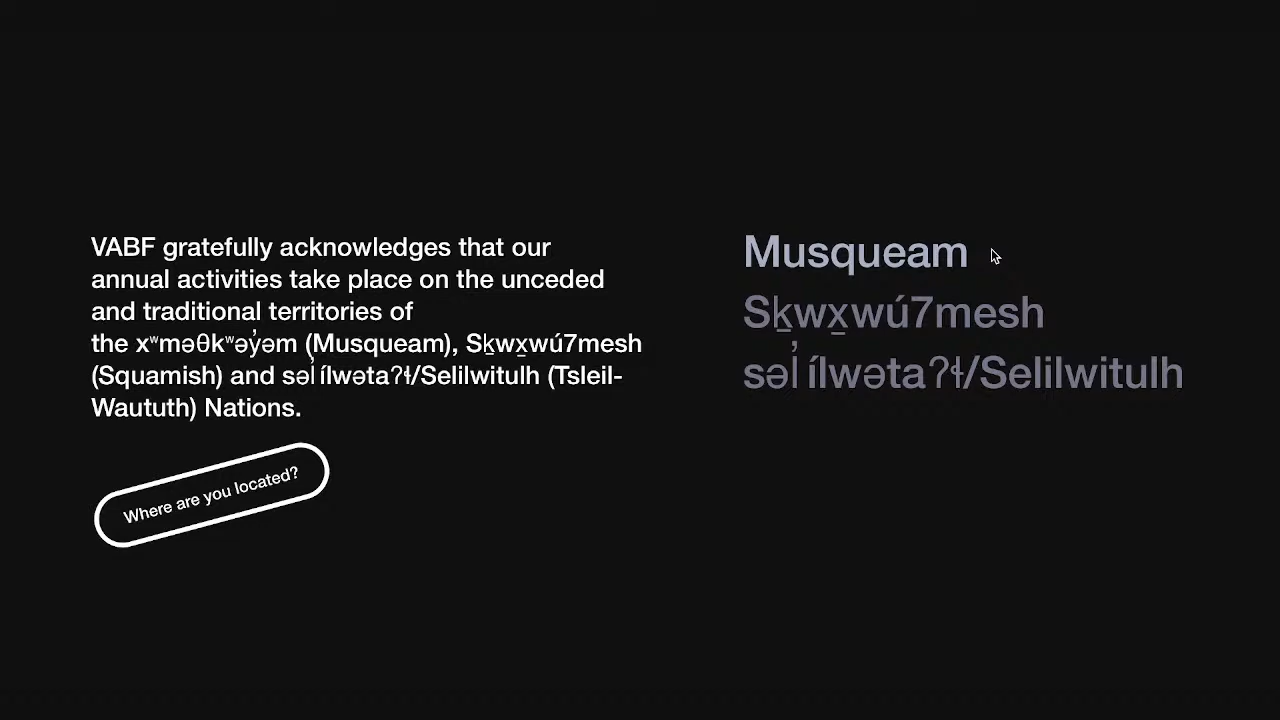 VABF gratefully acknowledges that our
annual activities take place on the unceded
and traditional territories of
the xʷməθkʷəy̓əm (Musqueam), Sḵwx̱wú7mesh
(Squamish) and səl̓ ílwətaʔɬ/Selilwitulh (Tsleil-
Waututh) Nations.
Where are you located?
Musqueam
Sḵwx̱wú7mesh
səl̓ ílwətaʔɬ/Selilwitulh